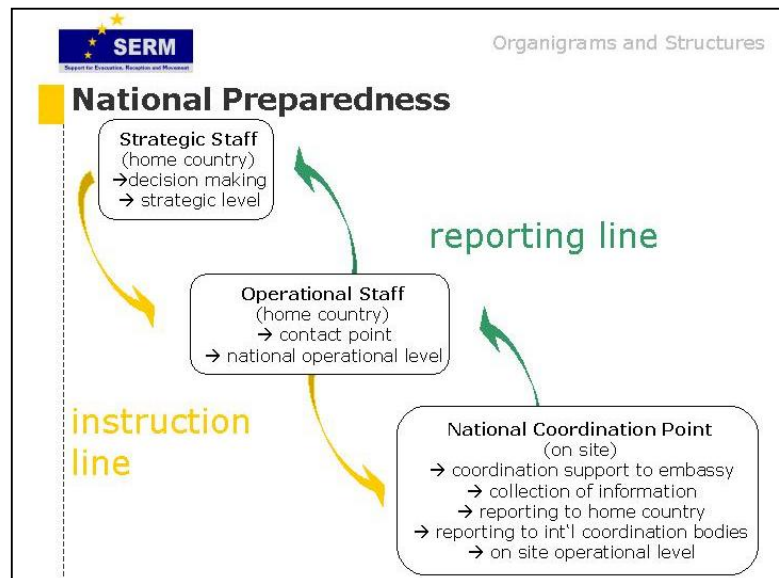 SERM
Support for Evacuation, Reception and Movement
Organigrams and Structures
National Preparedness
Strategic Staff
(home country)
→decision making
→ strategic level
reporting line
Operational Staff
(home country)
→ contact point
→ national operational level
instruction
line
National Coordination Point
(on site)
→ coordination support to embassy
→ collection of information
→ reporting to home country
→ reporting to int'l coordination bodies
→ on site operational level